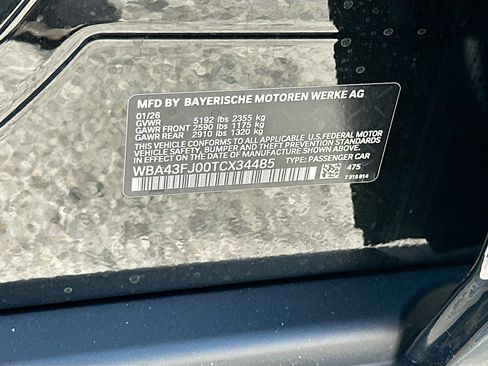 MFD BY BAYERISCHE MOTOREN WERKE AG
01/26
GVWR 5192 lbs 2355 kg
GAWR FRONT 2590 lbs 1175 kg
GAWR REAR 2910 lbs 1320 kg
THIS VEHICLE CONFORMS TO ALL APPLICABLE U.S.FEDERAL MOTOR
VEHICLE SAFETY, BUMPER AND THEFT PREVENTION STANDARDS
IN EFFECT ON THE DATE OF MANUFACTURE SHOWN ABOVE.
WBA43FJ00TCX34485 TYPE: PASSENGER CAR
475
7 315 014